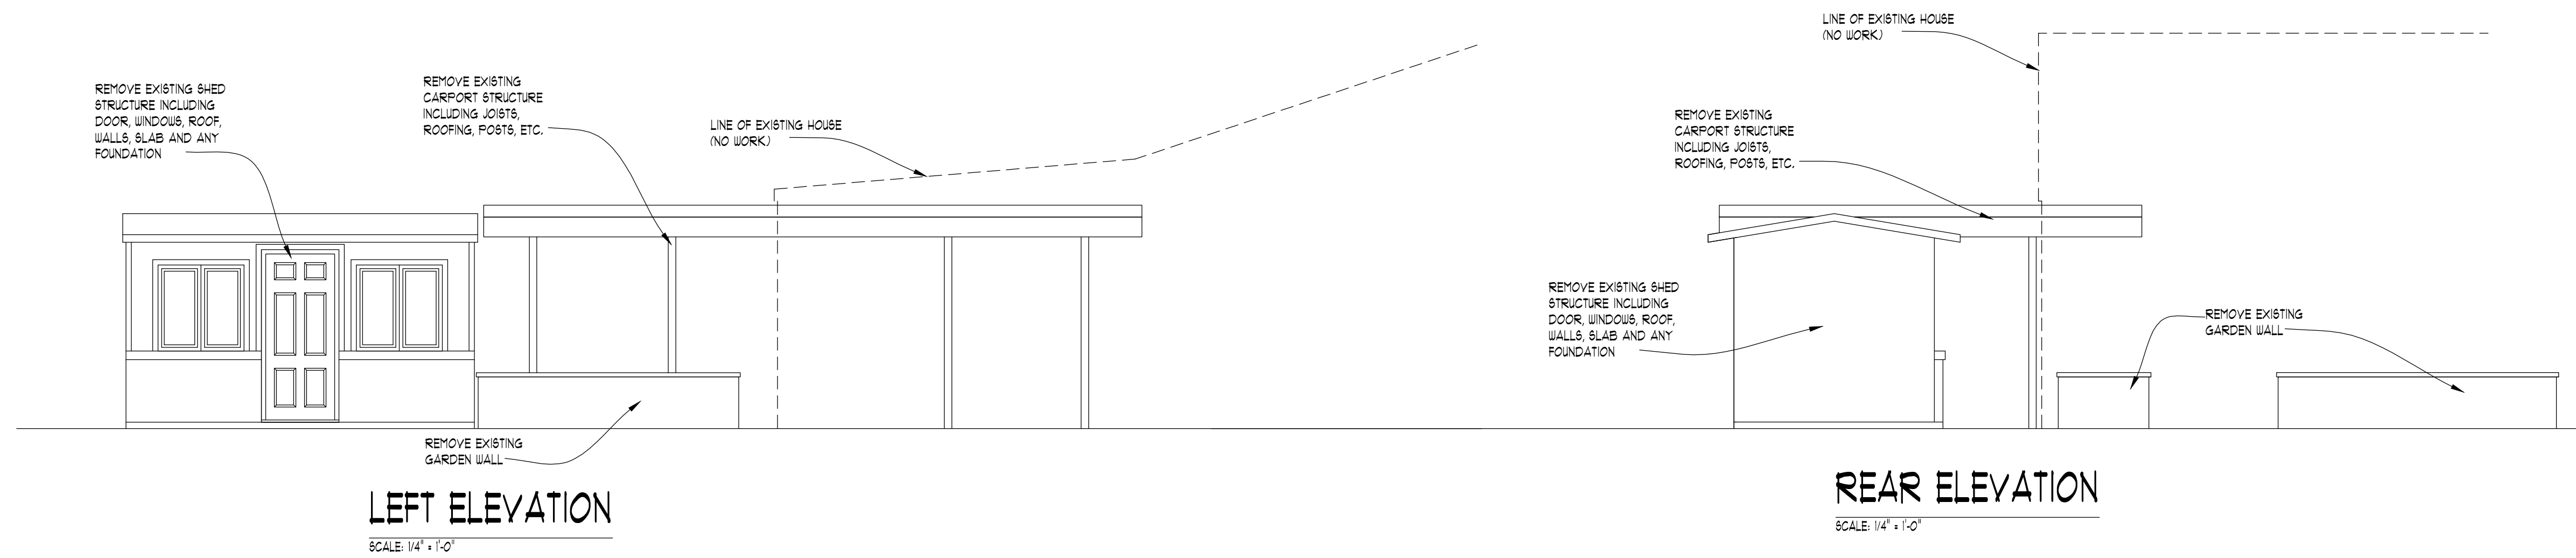 REMOVE EXISTING SHED
STRUCTURE INCLUDING
DOOR, WINDOWS, ROOF,
WALLS, SLAB AND ANY
FOUNDATION
REMOVE EXISTING
CARPORT STRUCTURE
INCLUDING JOISTS,
ROOFING, POSTS, ETC.
LINE OF EXISTING HOUSE
(NO WORK)
REMOVE EXISTING
GARDEN WALL
LEFT ELEVATION
SCALE: 1/4" = 1'-0"
LINE OF EXISTING HOUSE
(NO WORK)
REMOVE EXISTING
CARPORT STRUCTURE
INCLUDING JOISTS,
ROOFING, POSTS, ETC.
REMOVE EXISTING SHED
STRUCTURE INCLUDING
DOOR, WINDOWS, ROOF,
WALLS, SLAB AND ANY
FOUNDATION
REMOVE EXISTING
GARDEN WALL
REAR ELEVATION
SCALE: 1/4" = 1'-0"